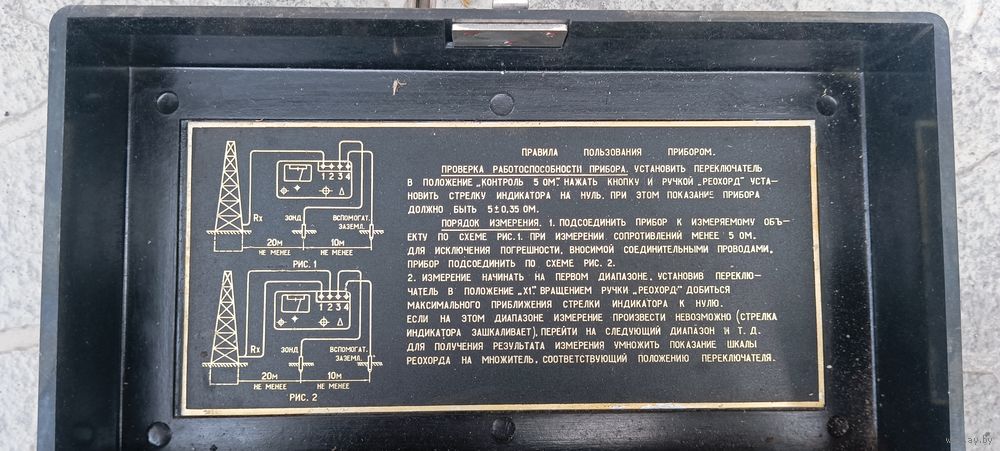 ПРАВИЛА ПОЛЬЗОВАНИЯ ПРИБОРОМ.
ПРОВЕРКА РАБОТОСПОСОБНОСТИ ПРИБОРА. УСТАНОВИТЬ ПЕРЕКЛЮЧАТЕЛЬ
В ПОЛОЖЕНИЕ „КОНТРОЛЬ 5 ОМ". НАЖАТЬ КНОПКУ И РУЧКОЙ „РЕОХОРД" УСТА-
НОВИТЬ СТРЕЛКУ ИНДИКАТОРА НА НУЛЬ. ПРИ ЭТОМ ПОКАЗАНИЕ ПРИБОРА
ДОЛЖНО БЫТЬ 5±0,35 ОМ.
ПОРЯДОК ИЗМЕРЕНИЯ. 1. ПОДСОЕДИНИТЬ ПРИБОР К ИЗМЕРЯЕМОМУ ОБЪ-
ЕКТУ ПО СХЕМЕ РИС. 1. ПРИ ИЗМЕРЕНИИ СОПРОТИВЛЕНИЙ МЕНЕЕ 5 ОМ.
ДЛЯ ИСКЛЮЧЕНИЯ ПОГРЕШНОСТИ, ВНОСИМОЙ СОЕДИНИТЕЛЬНЫМИ ПРОВОДАМИ,
ПРИБОР ПОДСОЕДИНИТЬ ПО СХЕМЕ РИС. 2.
2. ИЗМЕРЕНИЕ НАЧИНАТЬ НА ПЕРВОМ ДИАПАЗОНЕ, УСТАНОВИВ ПЕРЕКЛЮ-
ЧАТЕЛЬ В ПОЛОЖЕНИЕ „X1". ВРАЩЕНИЕМ РУЧКИ „РЕОХОРД" ДОБИТЬСЯ
МАКСИМАЛЬНОГО ПРИБЛИЖЕНИЯ СТРЕЛКИ ИНДИКАТОРА К НУЛЮ.
ЕСЛИ НА ЭТОМ ДИАПАЗОНЕ ИЗМЕРЕНИЕ ПРОИЗВЕСТИ НЕВОЗМОЖНО (СТРЕЛКА
ИНДИКАТОРА ЗАШКАЛИВАЕТ), ПЕРЕЙТИ НА СЛЕДУЮЩИЙ ДИАПАЗОН И Т. Д.
ДЛЯ ПОЛУЧЕНИЯ РЕЗУЛЬТАТА ИЗМЕРЕНИЯ УМНОЖИТЬ ПОКАЗАНИЕ ШКАЛЫ
РЕОХОРДА НА МНОЖИТЕЛЬ, СООТВЕТСТВУЮЩИЙ ПОЛОЖЕНИЮ ПЕРЕКЛЮЧАТЕЛЯ.
1 2 3 4
Rx ЗОНД ВСПОМОГАТ.
ЗАЗЕМЛ.
20М 10М
НЕ МЕНЕЕ НЕ МЕНЕЕ
РИС. 1
1 2 3 4
Rx ЗОНД ВСПОМОГАТ.
ЗАЗЕМЛ.
20М 10М
НЕ МЕНЕЕ НЕ МЕНЕЕ
РИС. 2
www.av.by